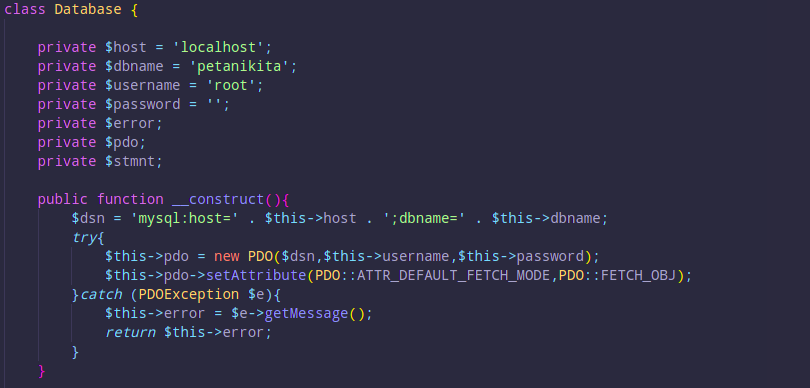 class Database {
private $host = 'localhost';
private $dbname = 'petanikita';
private $username = 'root';
private $password = '';
private $error;
private $pdo;
private $stmnt;
public function __construct(){
$dsn = 'mysql:host=' . $this->host . ';dbname=' . $this->dbname;
try{
$this->pdo = new PDO($dsn,$this->username,$this->password);
$this->pdo->setAttribute(PDO::ATTR_DEFAULT_FETCH_MODE,PDO::FETCH_OBJ);
}catch (PDOException $e){
$this->error = $e->getMessage();
return $this->error;
}
}